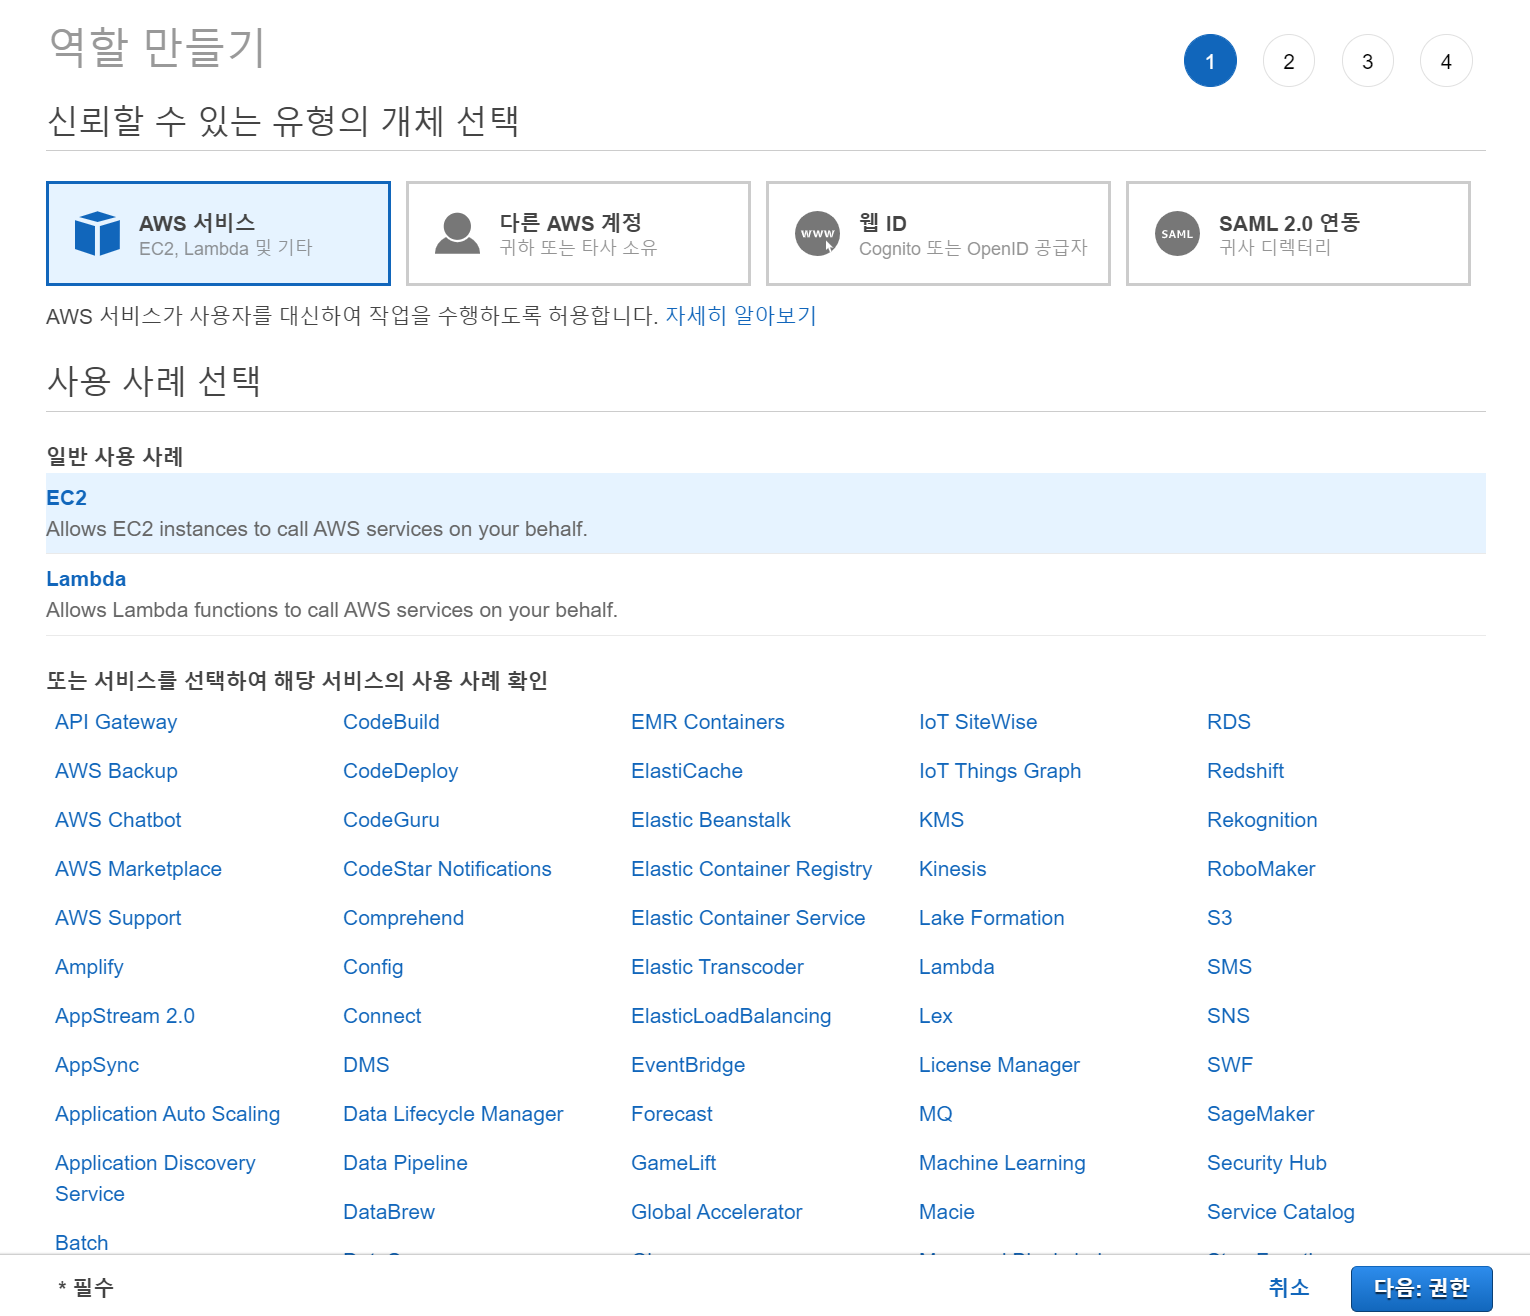 역할 만들기
1 2 3 4
신뢰할 수 있는 유형의 개체 선택
AWS 서비스
EC2, Lambda 및 기타
다른 AWS 계정
귀하 또는 타사 소유
WWW
웹 ID
Cognito 또는 OpenID 공급자
SAML
SAML 2.0 연동
귀사 디렉터리
AWS 서비스가 사용자를 대신하여 작업을 수행하도록 허용합니다. 자세히 알아보기
사용 사례 선택
일반 사용 사례
EC2
Allows EC2 instances to call AWS services on your behalf.
Lambda
Allows Lambda functions to call AWS services on your behalf.
또는 서비스를 선택하여 해당 서비스의 사용 사례 확인
API Gateway
AWS Backup
AWS Chatbot
AWS Marketplace
AWS Support
Amplify
AppStream 2.0
AppSync
Application Auto Scaling
Application Discovery
Service
Batch
CodeBuild
CodeDeploy
CodeGuru
CodeStar Notifications
Comprehend
Config
Connect
DMS
Data Lifecycle Manager
Data Pipeline
DataBrew
EMR Containers
ElastiCache
Elastic Beanstalk
Elastic Container Registry
Elastic Container Service
Elastic Transcoder
ElasticLoadBalancing
EventBridge
Forecast
GameLift
Global Accelerator
IoT SiteWise
IoT Things Graph
KMS
Kinesis
Lake Formation
Lambda
Lex
License Manager
MQ
Machine Learning
Macie
RDS
Redshift
Rekognition
RoboMaker
S3
SMS
SNS
SWF
SageMaker
Security Hub
Service Catalog
* 필수
취소
다음: 권한